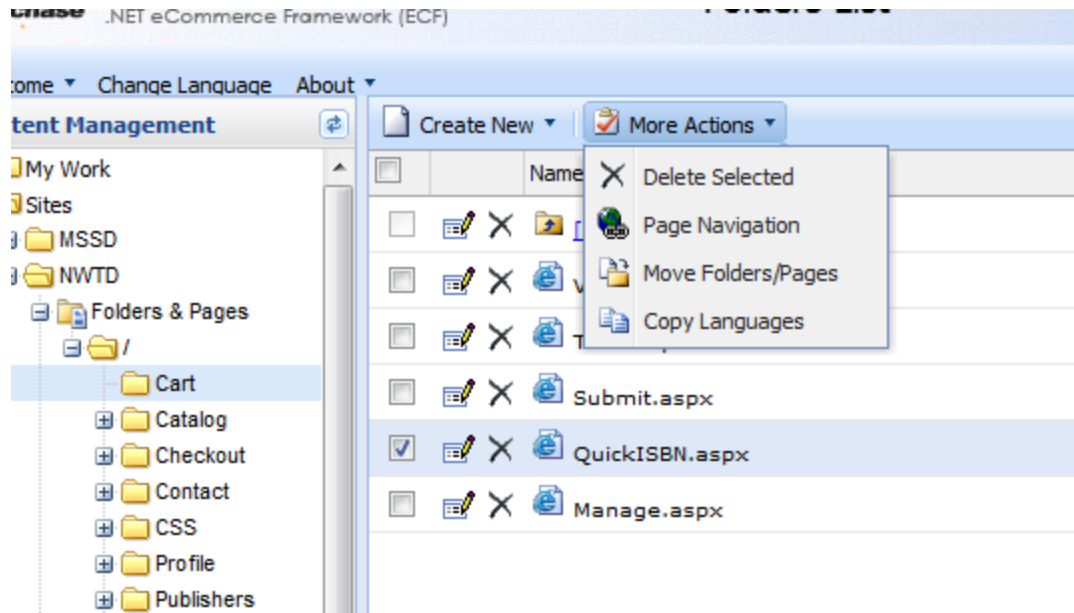 .NET eCommerce Framework (ECF)
Change Language About
Create New More Actions
Management
My Work
Name
Delete Selected
Sites
MSSD
Page Navigation
NWTD
Move Folders/Pages
Folders & Pages
Copy Languages
/
Cart
Submit.aspx
Catalog
Checkout
QuickISBN.aspx
Contact
Manage.aspx
CSS
Profile
Publishers